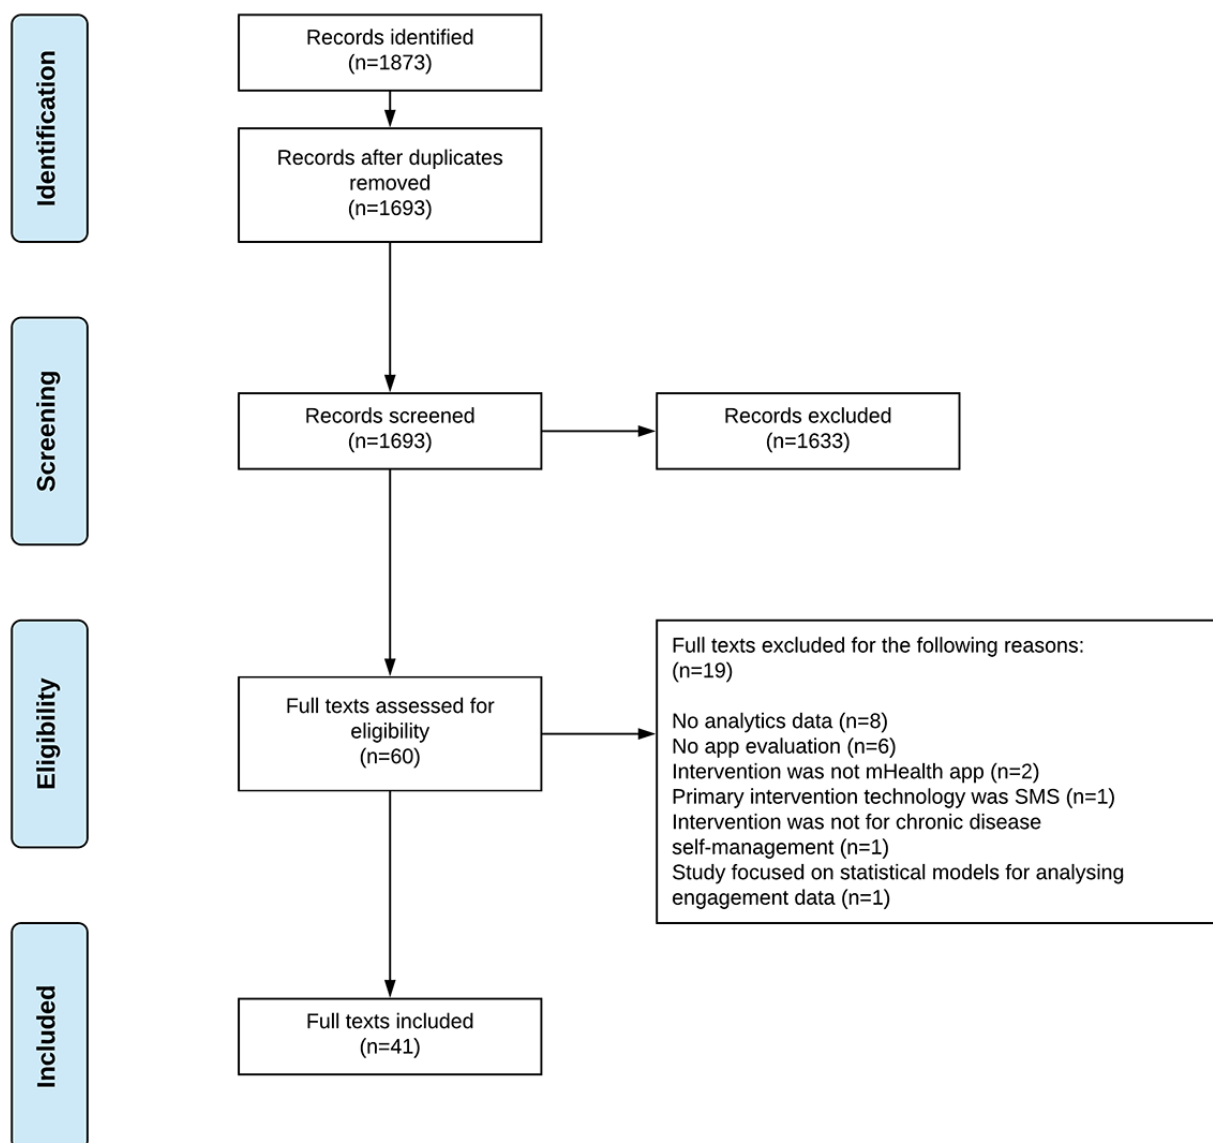 Identification
Records identified
(n=1873)
Records after duplicates
removed
(n=1693)
Screening
Records screened
(n=1693)
Records excluded
(n=1633)
Eligibility
Full texts assessed for
eligibility
(n=60)
Full texts excluded for the following reasons:
(n=19)
No analytics data (n=8)
No app evaluation (n=6)
Intervention was not mHealth app (n=2)
Primary intervention technology was SMS (n=1)
Intervention was not for chronic disease
self-management (n=1)
Study focused on statistical models for analysing
engagement data (n=1)
Included
Full texts included
(n=41)